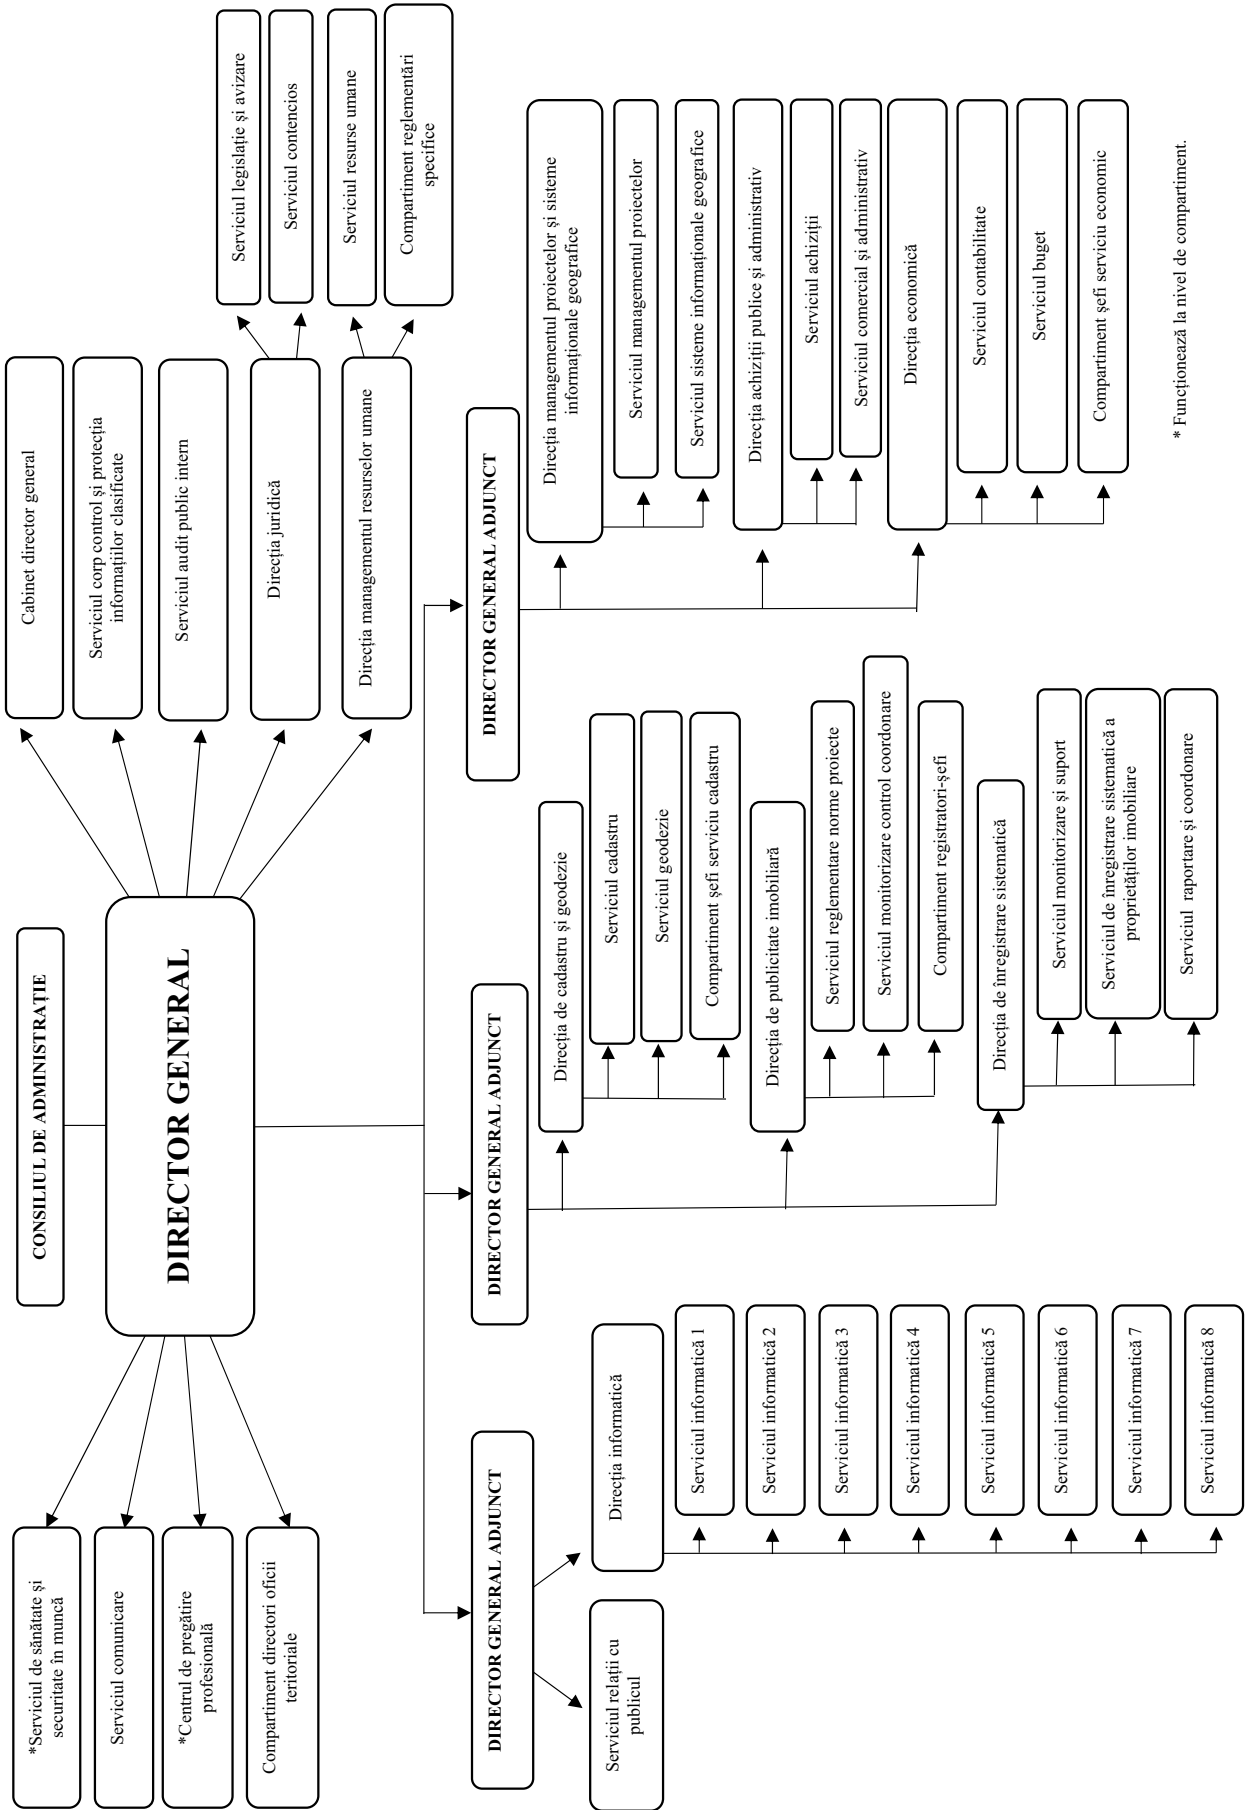 CONSILIUL DE ADMINISTRAȚIE
DIRECTOR GENERAL
*Serviciul de sănătate și
securitate în muncă
Serviciul comunicare
*Centrul de pregătire
profesională
Compartiment directori oficii
teritoriale
Cabinet director general
Serviciul corp control și protecția
informațiilor clasificate
Serviciul audit public intern
Direcția juridică
Direcția managementul resurselor umane
Serviciul legislație și avizare
Serviciul contencios
Serviciul resurse umane
Compartiment reglementări
specifice
DIRECTOR GENERAL ADJUNCT
Serviciul relații cu
publicul
Direcția informatică
Serviciul informatică 1
Serviciul informatică 2
Serviciul informatică 3
Serviciul informatică 4
Serviciul informatică 5
Serviciul informatică 6
Serviciul informatică 7
Serviciul informatică 8
DIRECTOR GENERAL ADJUNCT
Direcția de cadastru și geodezie
Serviciul cadastru
Serviciul geodezie
Compartiment șefi serviciu cadastru
Direcția de publicitate imobiliară
Serviciul reglementare norme proiecte
Serviciul monitorizare control coordonare
Compartiment registratori-șefi
Direcția de înregistrare sistematică
Serviciul monitorizare și suport
Serviciul de înregistrare sistematică a
proprietăților imobiliare
Serviciul raportare și coordonare
DIRECTOR GENERAL ADJUNCT
Direcția managementul proiectelor și sisteme
informaționale geografice
Serviciul managementul proiectelor
Serviciul sisteme informaționale geografice
Direcția achiziții publice și administrativ
Serviciul achiziții
Serviciul comercial și administrativ
Direcția economică
Serviciul contabilitate
Serviciul buget
Compartiment șefi serviciu economic
* Funcționează la nivel de compartiment.